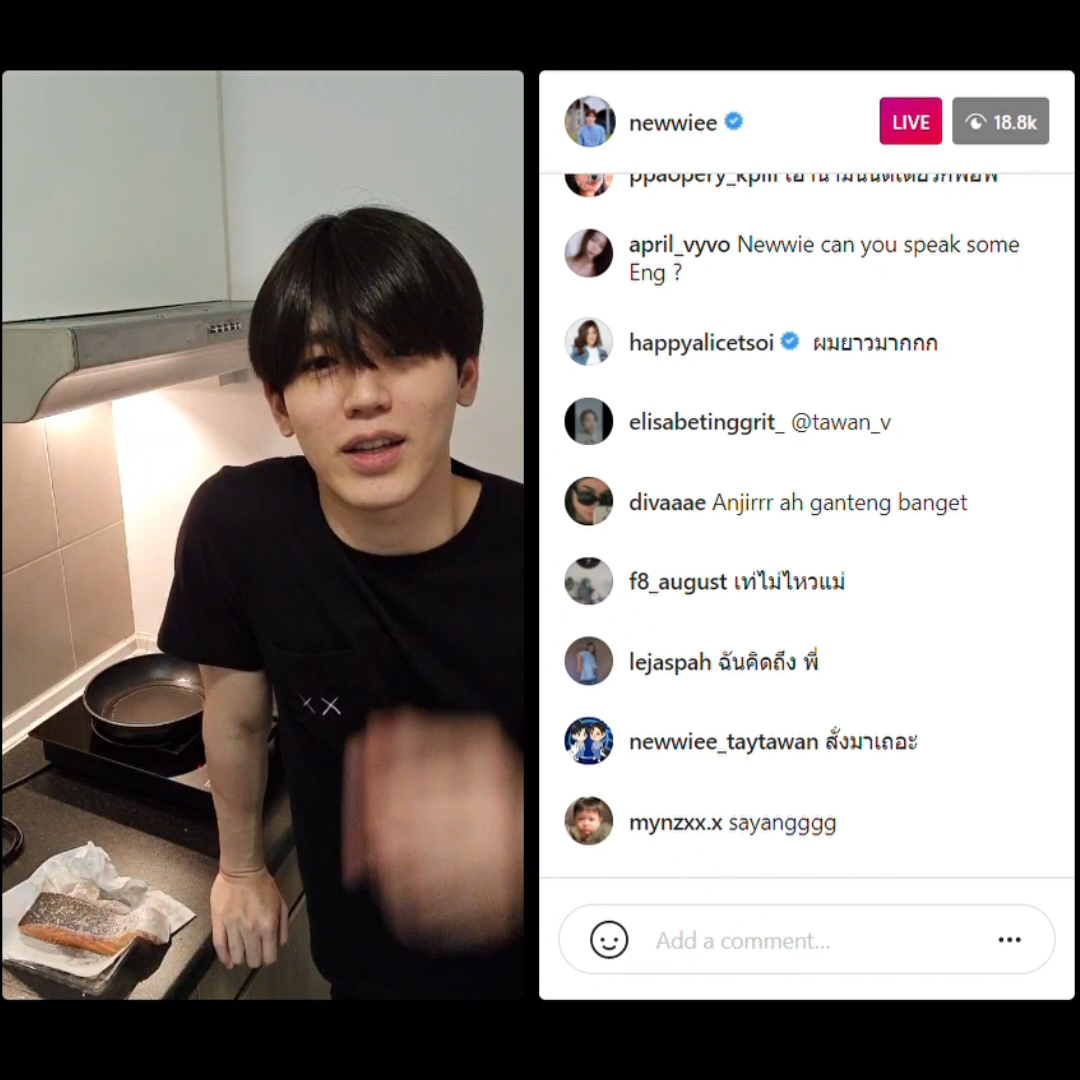 newwiee
LIVE
18.8k
ppaopery_kpill
april_vyvo Newwie can you speak some
Eng ?
happyalicetsoi ผมยาวมากกก
elisabetinggrit_ @tawan_v
divaaae Anjirrr ah ganteng banget
f8_august เท่ไม่ไหวแม่
lejaspah ฉันคิดถึง พี่
newwiee_taytawan สั่งมาเถอะ
mynzxx.x sayangggg
Add a comment...
XX